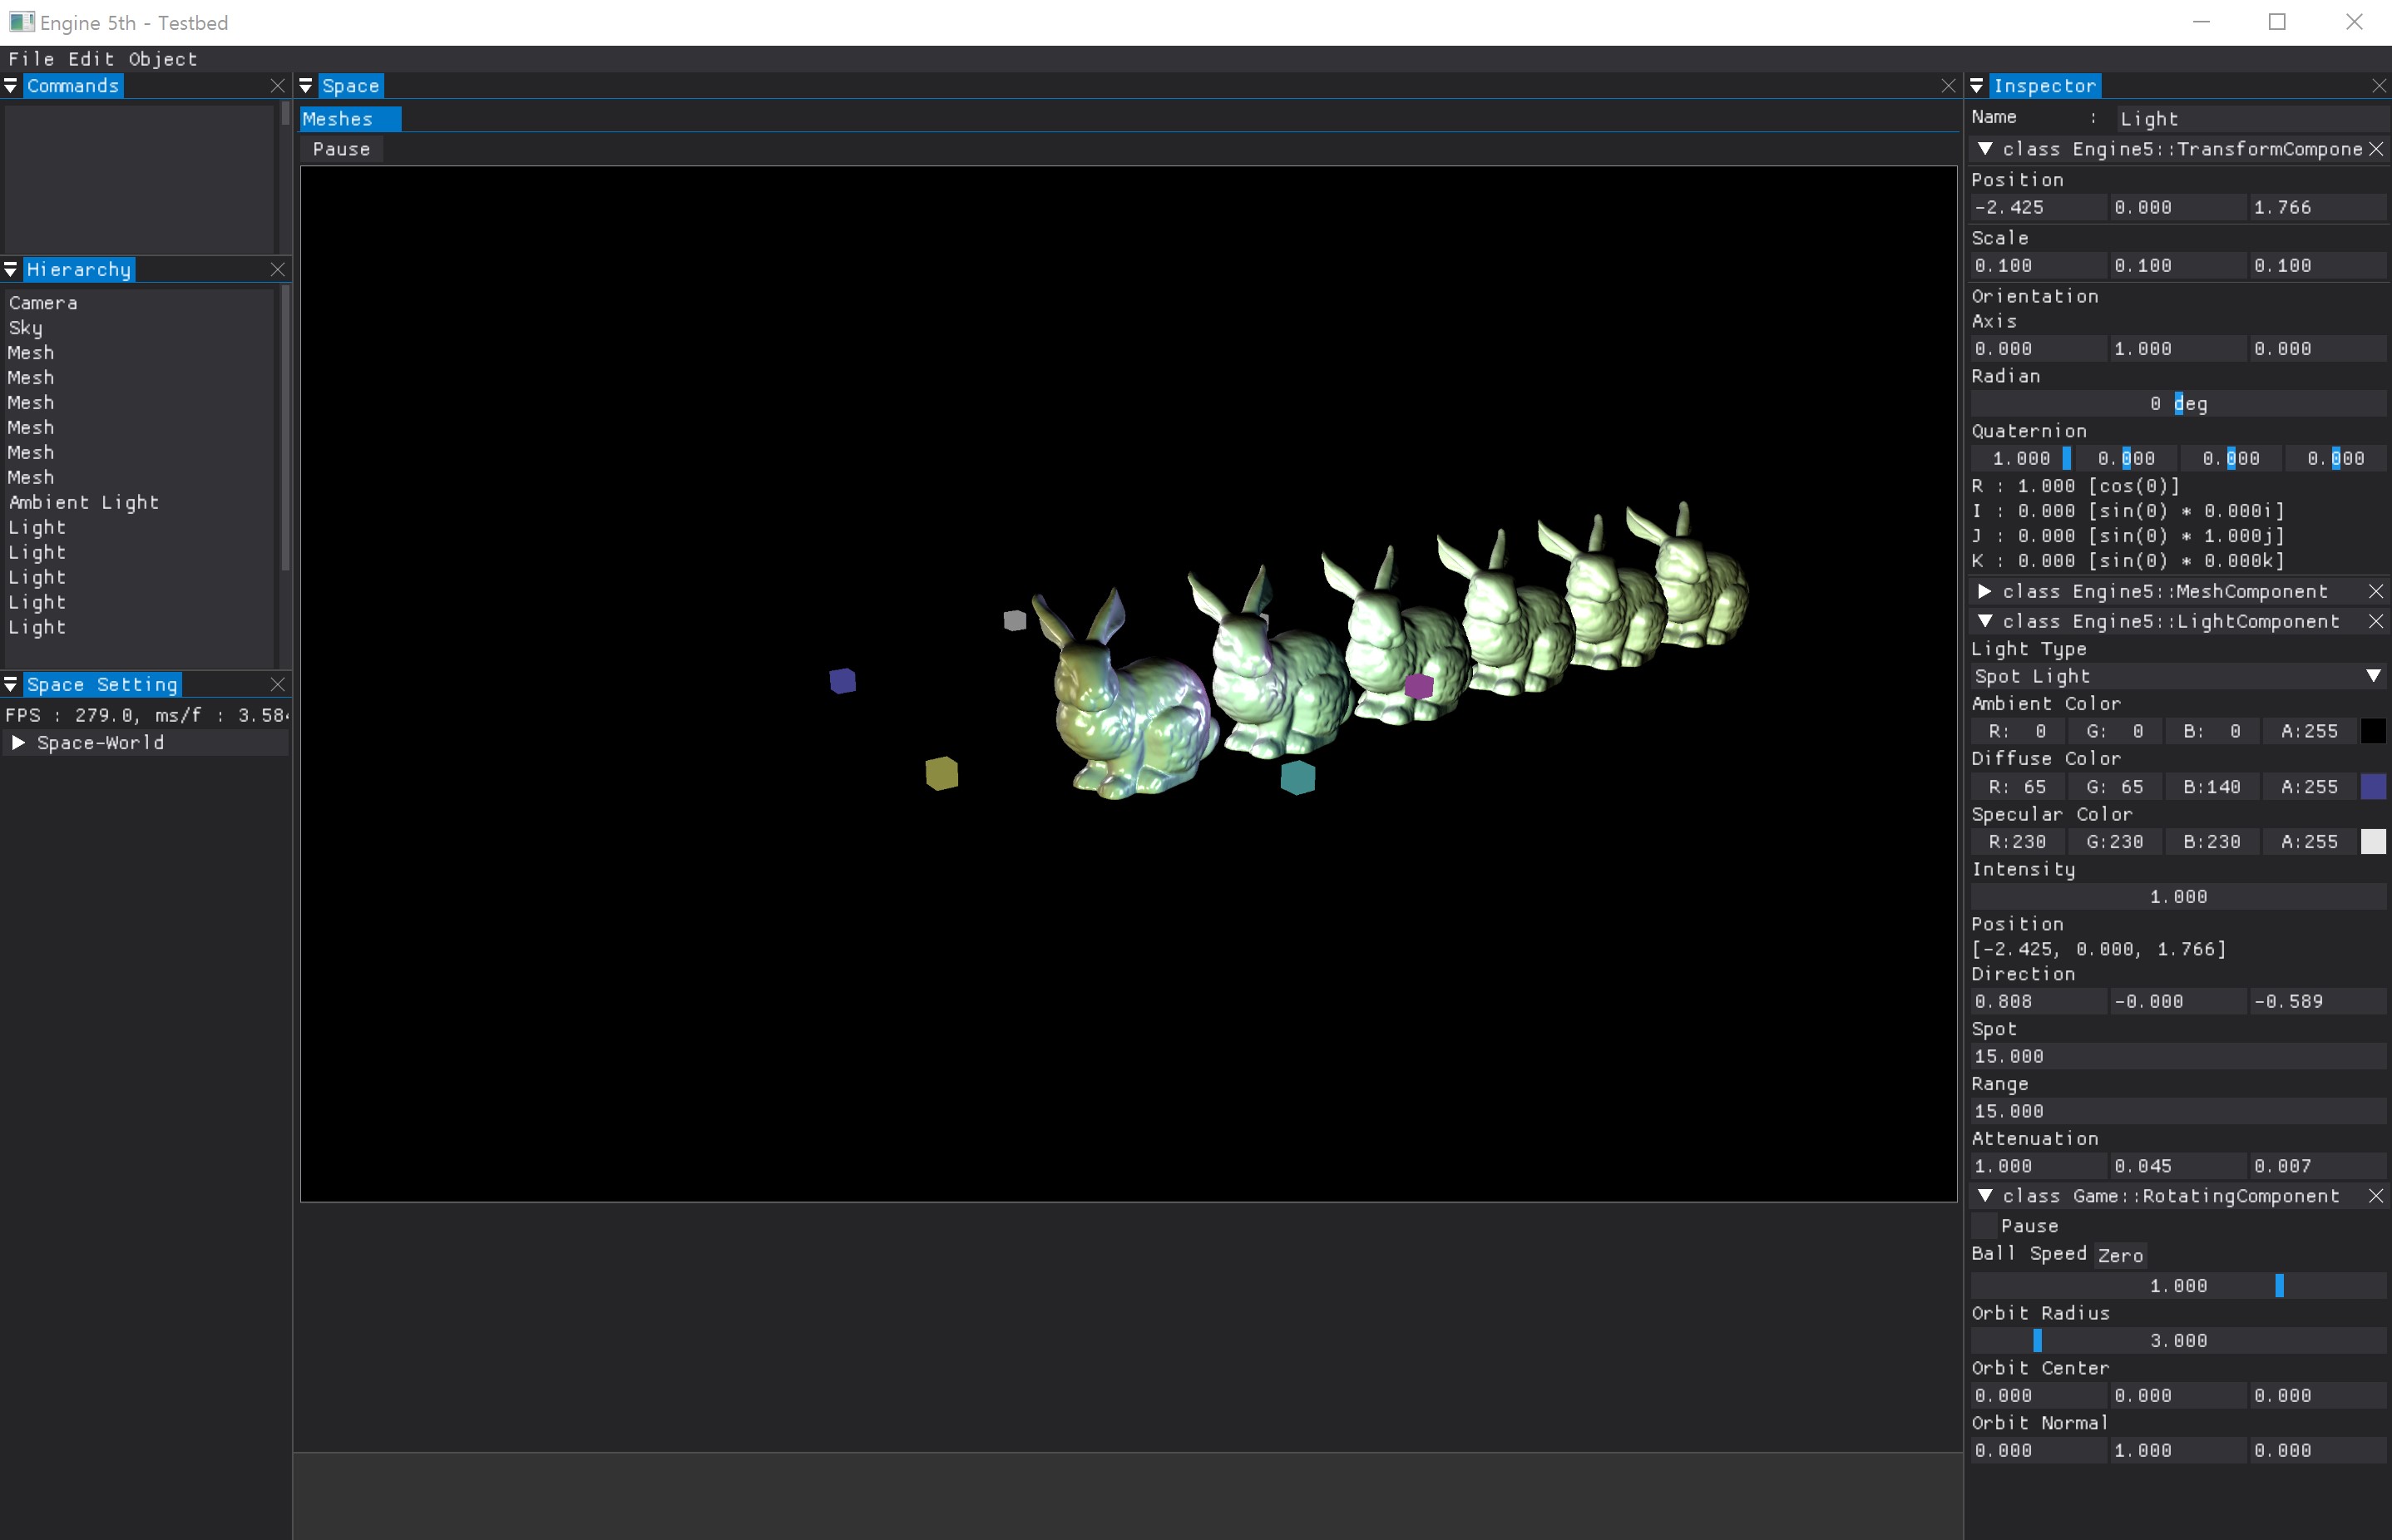 Engine 5th - Testbed
File Edit Object
Commands
Hierarchy
Camera
Sky
Mesh
Mesh
Mesh
Mesh
Mesh
Mesh
Ambient Light
Light
Light
Light
Light
Light
Space Setting
FPS : 279.0, ms/f : 3.584
Space-World
Space
Meshes
Pause
Inspector
Name : Light
class Engine5::TransformCompone
Position
-2.425 0.000 1.766
Scale
0.100 0.100 0.100
Orientation
Axis
0.000 1.000 0.000
Radian
0 deg
Quaternion
1.000 0.000 0.000 0.000
R : 1.000 [cos(0)]
I : 0.000 [sin(0) * 0.000i]
J : 0.000 [sin(0) * 1.000j]
K : 0.000 [sin(0) * 0.000k]
class Engine5::MeshComponent
class Engine5::LightComponent
Light Type
Spot Light
Ambient Color
R: 0 G: 0 B: 0 A:255
Diffuse Color
R: 65 G: 65 B:140 A:255
Specular Color
R:230 G:230 B:230 A:255
Intensity
1.000
Position
[-2.425, 0.000, 1.766]
Direction
0.808 -0.000 -0.589
Spot
15.000
Range
15.000
Attenuation
1.000 0.045 0.007
class Game::RotatingComponent
Pause
Ball Speed Zero
1.000
Orbit Radius
3.000
Orbit Center
0.000 0.000 0.000
Orbit Normal
0.000 1.000 0.000